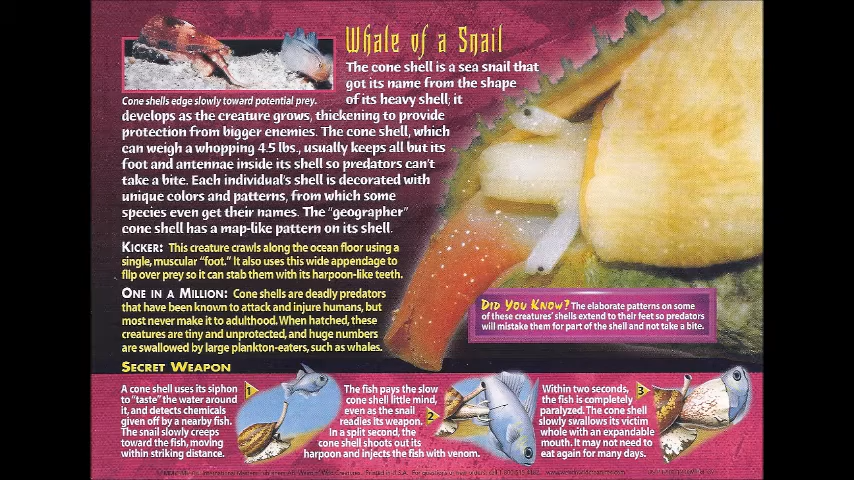 Whale of a Snail
The cone shell is a sea snail that
got its name from the shape
of its heavy shell; it
develops as the creature grows, thickening to provide
protection from bigger enemies. The cone shell, which
can weigh a whopping 4.5 lbs., usually keeps all but its
foot and antennae inside its shell so predators can't
take a bite. Each individual's shell is decorated with
unique colors and patterns, from which some
species even get their names. The "geographer"
cone shell has a map-like pattern on its shell.
Cone shells edge slowly toward potential prey.
KICKER: This creature crawls along the ocean floor using a
single, muscular "foot." It also uses this wide appendage to
flip over prey so it can stab them with its harpoon-like teeth.
ONE IN A MILLION: Cone shells are deadly predators
that have been known to attack and injure humans, but
most never make it to adulthood. When hatched, these
creatures are tiny and unprotected, and huge numbers
are swallowed by large plankton-eaters, such as whales.
DID YOU KNOW? The elaborate patterns on some
of these creatures' shells extend to their feet so predators
will mistake them for part of the shell and not take a bite.
SECRET WEAPON
A cone shell uses its siphon
to "taste" the water around
it, and detects chemicals
given off by a nearby fish.
The snail slowly creeps
toward the fish, moving
within striking distance.
1
The fish pays the slow
cone shell little mind,
even as the snail
readies its weapon.
In a split second, the
cone shell shoots out its
harpoon and injects the fish with venom.
2
Within two seconds,
the fish is completely
paralyzed. The cone shell
slowly swallows its victim
whole with an expandable
mouth. It may not need to
eat again for many days.
3